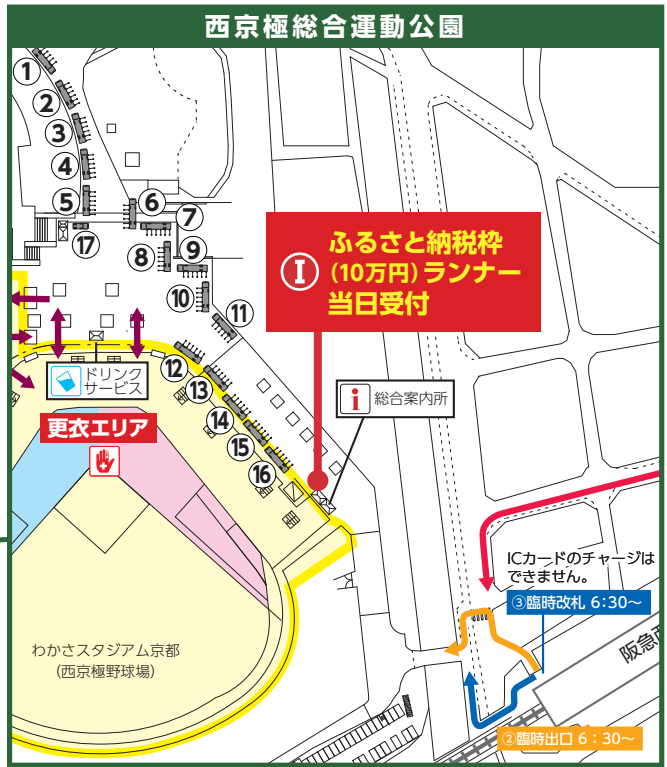 西京極総合運動公園
①
②
③
④
⑤
⑥
⑦
⑰
⑧
⑨
⑩
⑪
Ⓘ
ふるさと納税枠
(10万円)ランナー
当日受付
⑫
⑬
⑭
⑮
⑯
ドリンク
サービス
i 総合案内所
更衣エリア
ICカードのチャージは
できません。
③臨時改札 6:30～
わかさスタジアム京都
(西京極野球場)
阪急
②臨時出口 6：30～